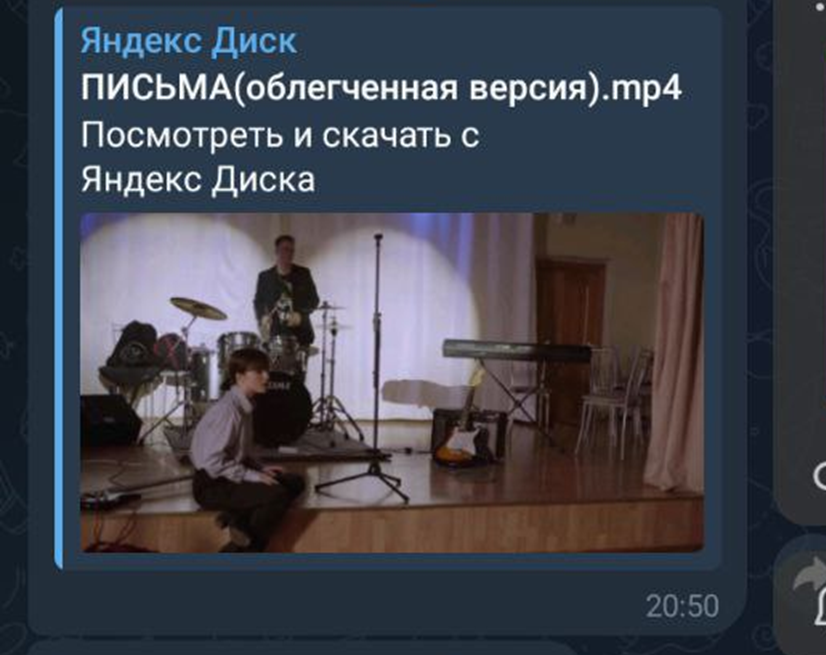 Яндекс Диск
ПИСЬМА(облегченная версия).mp4
Посмотреть и скачать с
Яндекс Диска
20:50